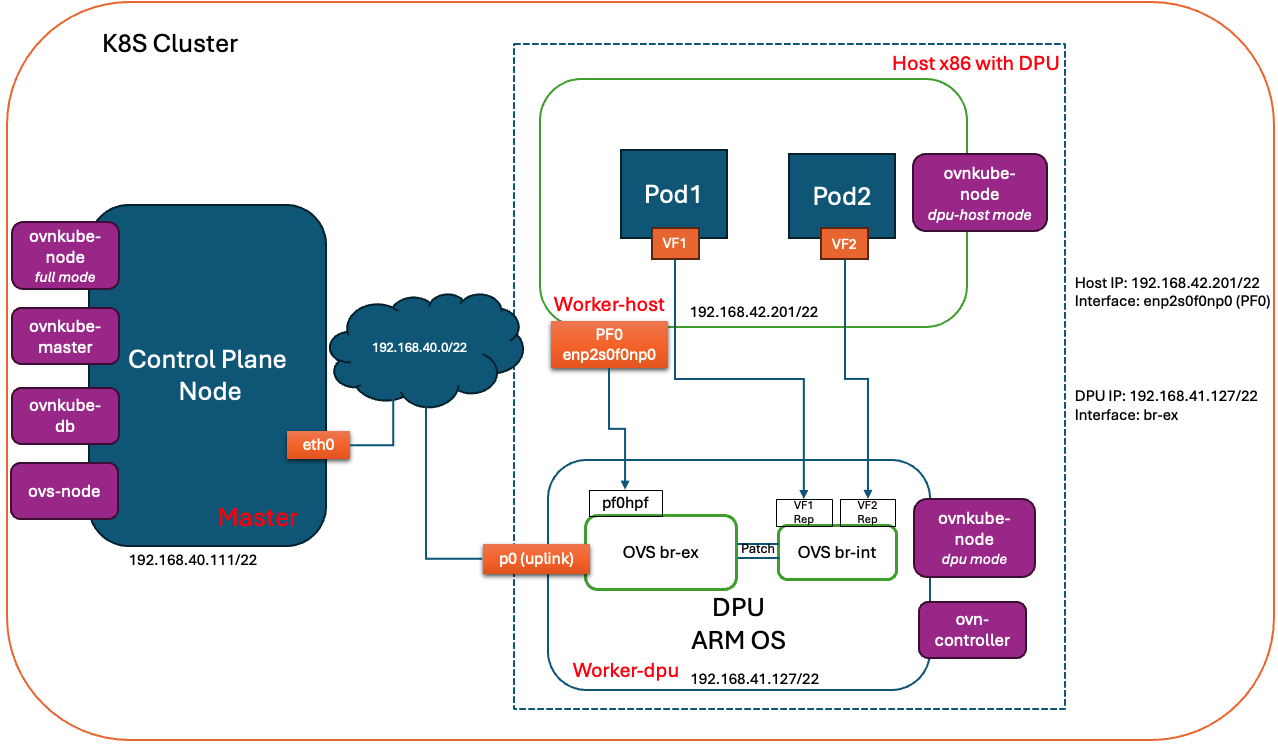 K8S Cluster
Host x86 with DPU
Pod1
VF1
Pod2
VF2
ovnkube-
node
dpu-host mode
ovnkube-
node
full mode
ovnkube-
master
ovnkube-
db
ovs-node
Control Plane
Node
eth0
Master
192.168.40.111/22
192.168.40.0/22
Worker-host
192.168.42.201/22
PF0
enp2s0f0np0
Host IP: 192.168.42.201/22
Interface: enp2s0f0np0 (PF0)
DPU IP: 192.168.41.127/22
Interface: br-ex
pf0hpf
VF1
Rep
VF2
Rep
p0 (uplink)
OVS br-ex
Patch
OVS br-int
ovnkube-
node
dpu mode
DPU
ARM OS
ovn-
controller
Worker-dpu
192.168.41.127/22